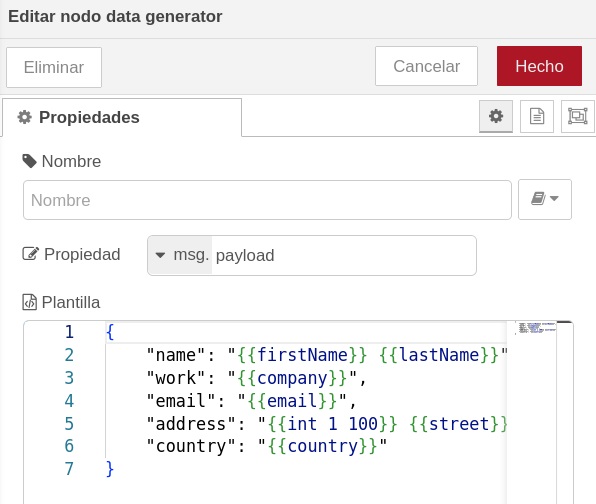 Editar nodo data generator
Eliminar
Cancelar
Hecho
Propiedades
Nombre
Nombre
Propiedad
msg. payload
Plantilla
1 {
2 "name": "{{firstName}} {{lastName}}"
3 "work": "{{company}}",
4 "email": "{{email}}",
5 "address": "{{int 1 100}} {{street}}
6 "country": "{{country}}"
7 }